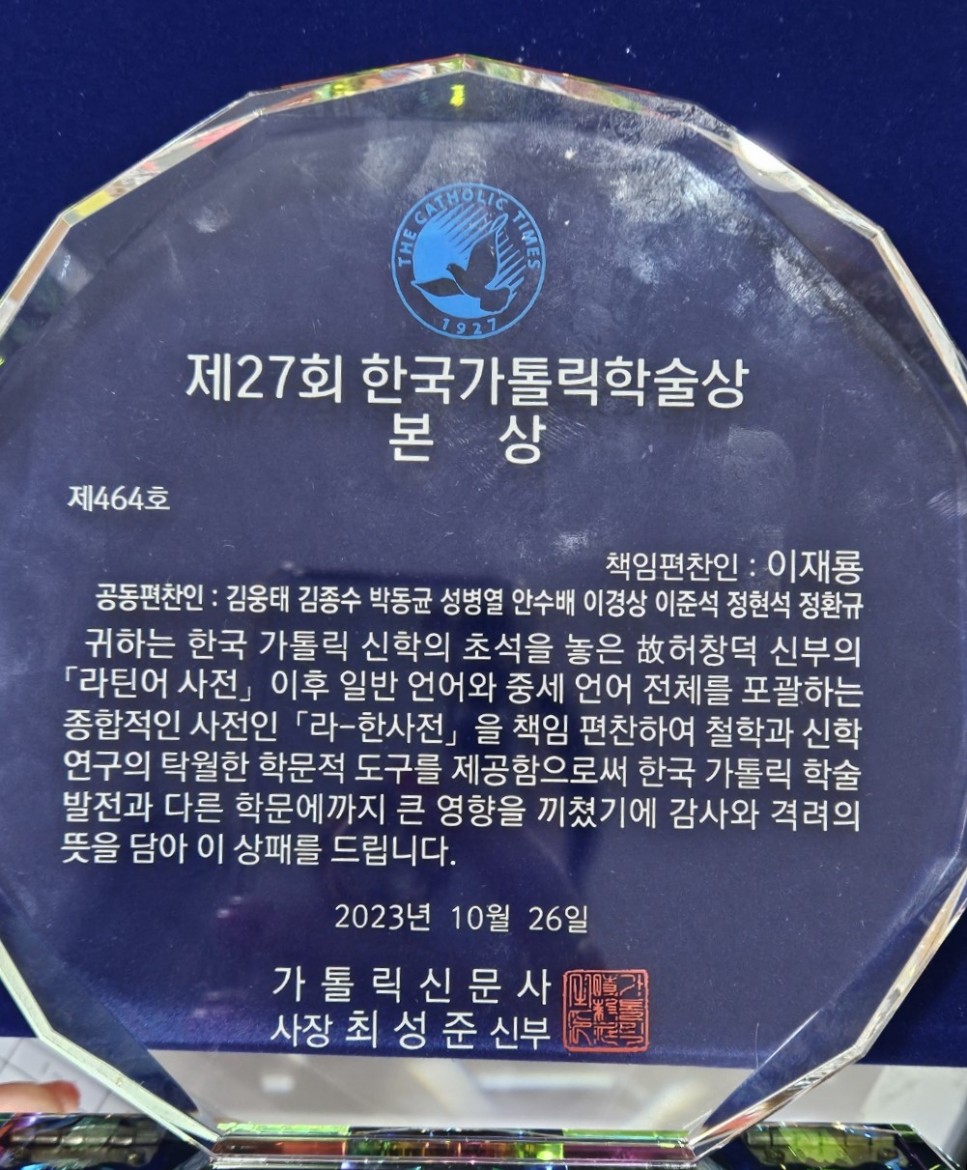 THE CATHOLIC TIMES
1927
제27회 한국가톨릭학술상
본 상
제464호
책임편찬인 : 이재룡
공동편찬인 : 김웅태 김종수 박동균 성병열 안수배 이경상 이준석 정현석 정환규
귀하는 한국 가톨릭 신학의 초석을 놓은 故허창덕 신부의
「라틴어 사전」 이후 일반 언어와 중세 언어 전체를 포괄하는
종합적인 사전인 「라-한사전」을 책임 편찬하여 철학과 신학
연구의 탁월한 학문적 도구를 제공함으로써 한국 가톨릭 학술
발전과 다른 학문에까지 큰 영향을 끼쳤기에 감사와 격려의
뜻을 담아 이 상패를 드립니다.
2023년 10월 26일
가 톨 릭 신 문 사
사장 최 성 준 신부